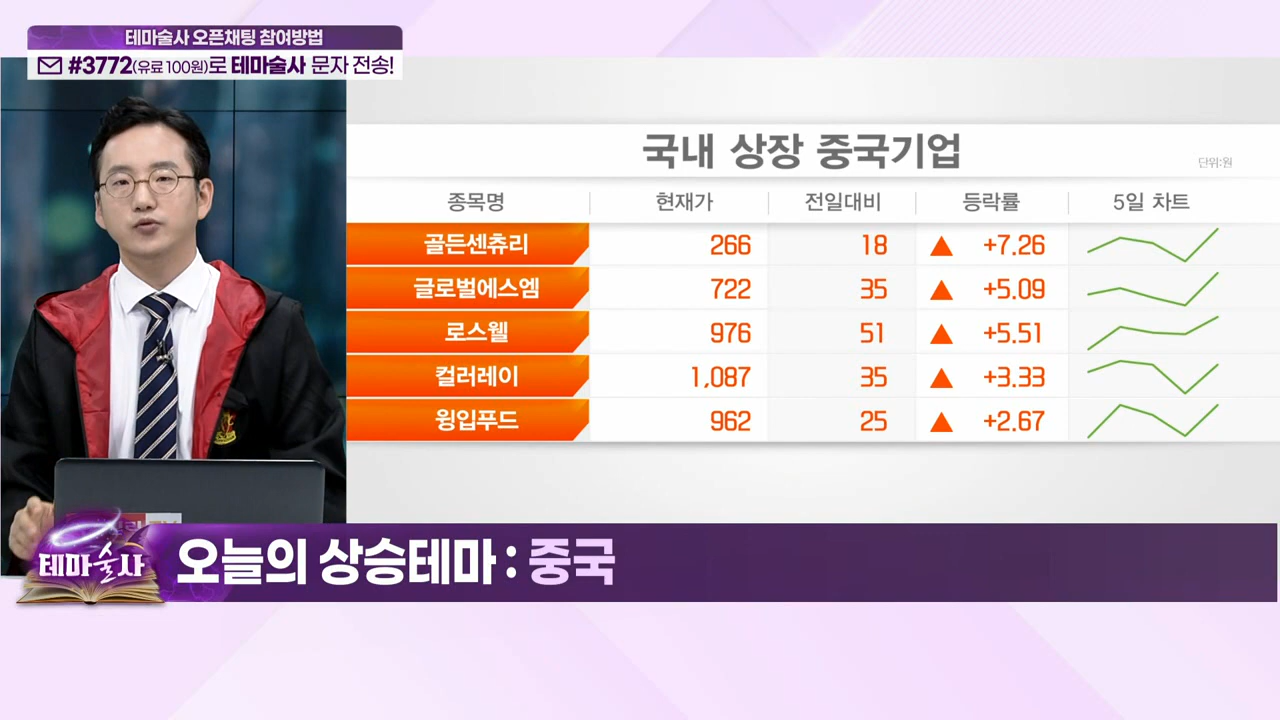 테마술사 오픈채팅 참여방법
#3772(유료 100원)로 테마술사 문자 전송!
국내 상장 중국기업
단위:원
종목명 현재가 전일대비 등락률 5일 차트
골든센츄리 266 18 ▲ +7.26
글로벌에스엠 722 35 ▲ +5.09
로스웰 976 51 ▲ +5.51
컬러레이 1,087 35 ▲ +3.33
윙입푸드 962 25 ▲ +2.67
테마술사
오늘의 상승테마 : 중국